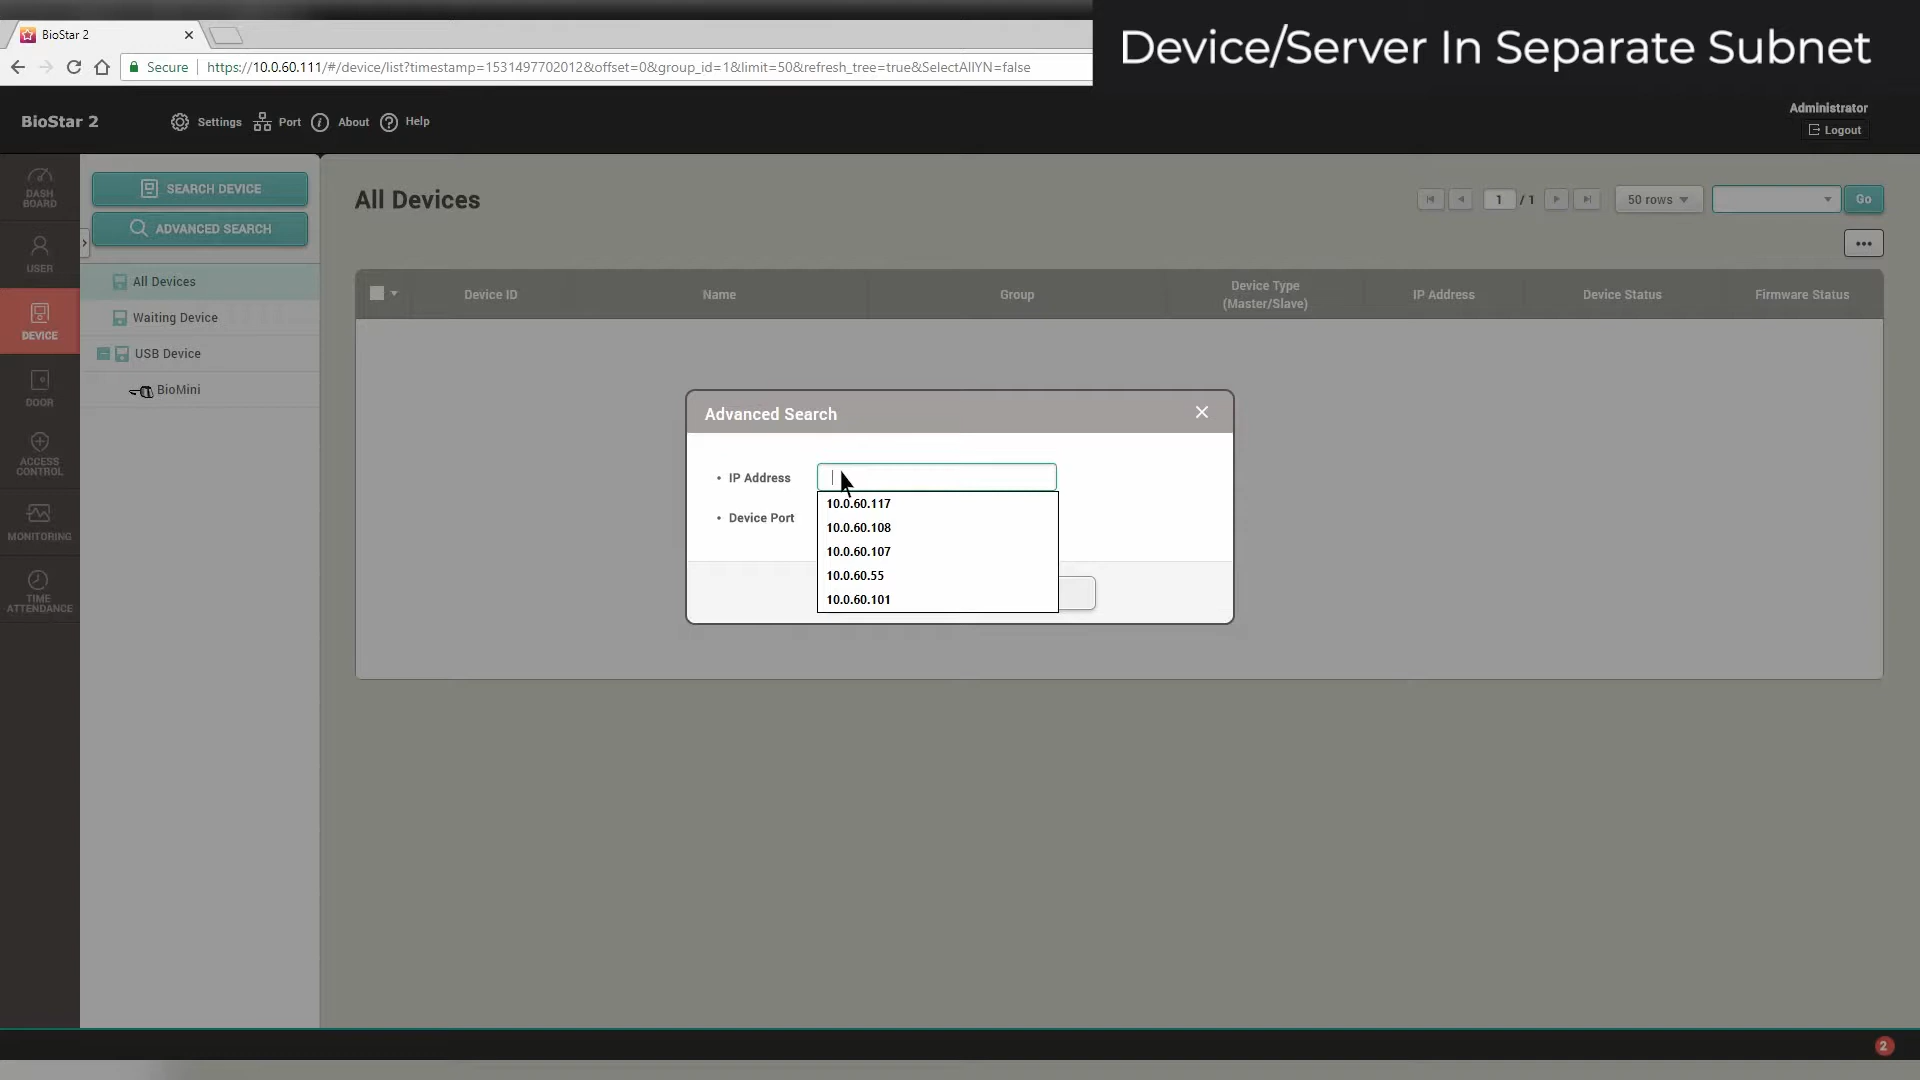 BioStar 2
Device/Server In Separate Subnet
Secure
https://10.0.60.111/#/device/list?timestamp=1531497702012&offset=0&group_id=1&limit=50&refresh_tree=true&SelectAllYN=false
BioStar 2
Settings
Port
About
Help
Administrator
Logout
DASH
BOARD
USER
DEVICE
DOOR
ACCESS
CONTROL
MONITORING
TIME
ATTENDANCE
SEARCH DEVICE
ADVANCED SEARCH
All Devices
Waiting Device
USB Device
BioMini
All Devices
1 / 1
50 rows
Go
Device ID
Name
Group
Device Type
(Master/Slave)
IP Address
Device Status
Firmware Status
Advanced Search
• IP Address
• Device Port
10.0.60.117
10.0.60.108
10.0.60.107
10.0.60.55
10.0.60.101
2